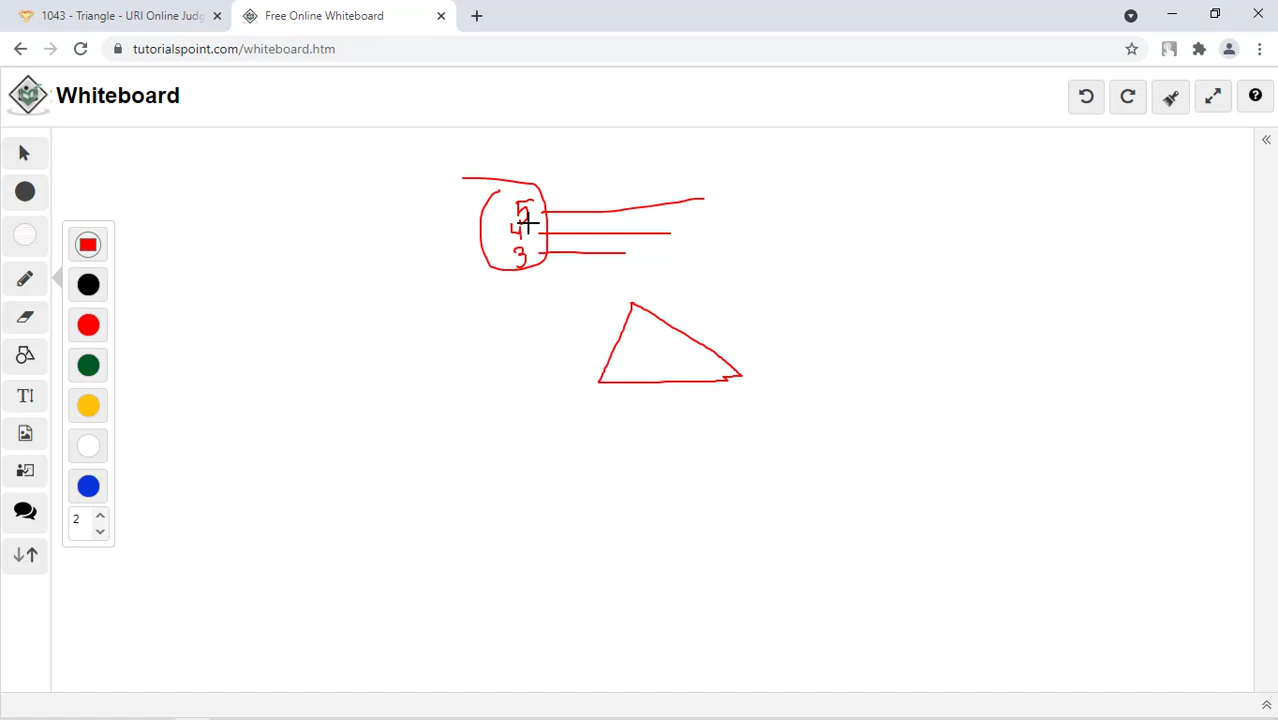 1043 - Triangle - URI Online Judg
Free Online Whiteboard
tutorialspoint.com/whiteboard.htm
Whiteboard
5
4
3
2